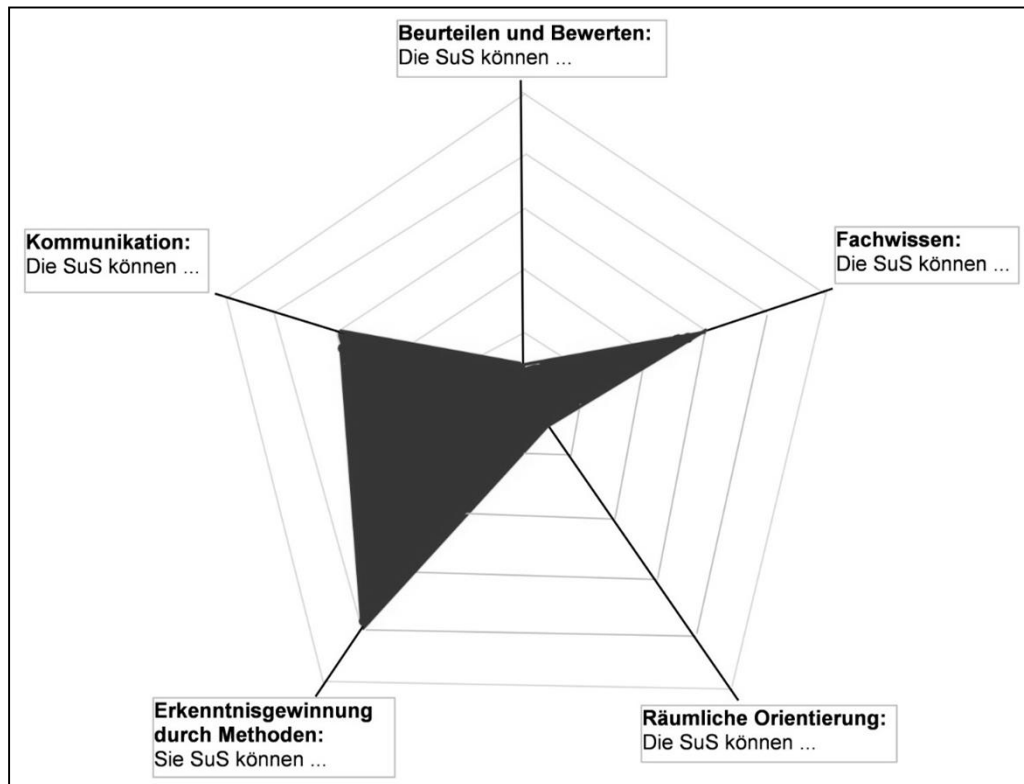 Beurteilen und Bewerten:
Die SuS können ...
Kommunikation:
Die SuS können ...
Fachwissen:
Die SuS können ...
Erkenntnisgewinnung
durch Methoden:
Sie SuS können ...
Räumliche Orientierung:
Die SuS können ...